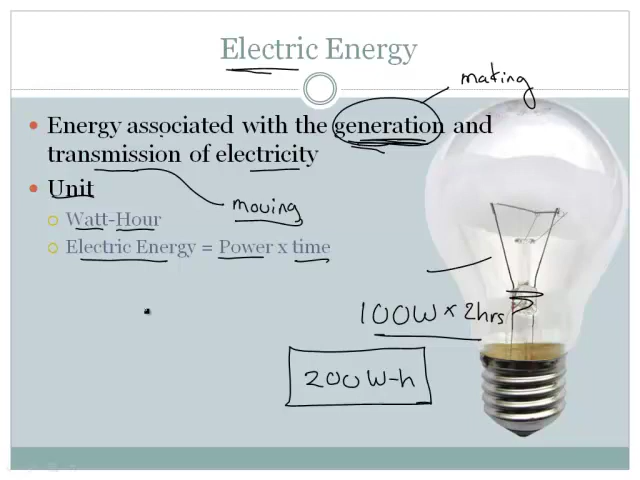 Electric Energy
making
Energy associated with the generation and
transmission of electricity
Unit
moving
Watt-Hour
Electric Energy = Power x time
100W x 2hrs
200W-h